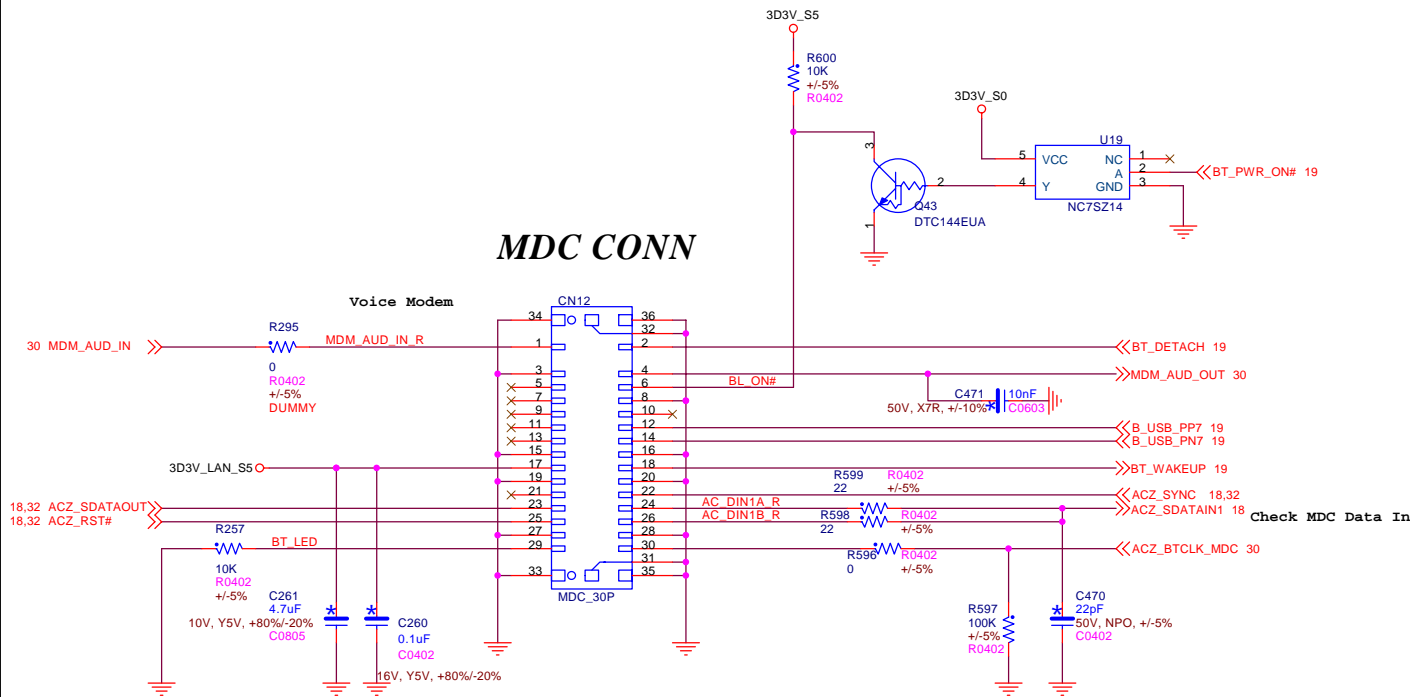 3D3V_S5
R600
10K
+/-5%
R0402
3D3V_S0
U19
3
5 VCC NC 1
A 2 BT_PWR_ON# 19
2 4 Y GND 3
NC7SZ14
Q43
DTC144EUA
1
MDC CONN
Voice Modem
CN12
34 36
32
R295
30 MDM_AUD_IN MDM_AUD_IN_R 1 2 BT_DETACH 19
0
R0402
+/-5%
DUMMY
3 4 MDM_AUD_OUT 30
5 6 BL_ON#
7 8
C471 10nF
50V, X7R, +/-10% C0603
9 10
11 12 B_USB_PP7 19
13 14 B_USB_PN7 19
15 16
3D3V_LAN_S5 17 18 BT_WAKEUP 19
19 20
R599 R0402
22 +/-5%
21 22 ACZ_SYNC 18,32
18,32 ACZ_SDATAOUT 23 24 AC_DIN1A_R ACZ_SDATAIN1 18
Check MDC Data In
18,32 ACZ_RST# 25 26 AC_DIN1B_R R598 R0402
22 +/-5%
27 28
R257
BT_LED 29 30 ACZ_BTCLK_MDC 30
10K
R0402
+/-5%
R596 R0402
0 +/-5%
31
33 35
MDC_30P
C261
4.7uF
10V, Y5V, +80%/-20%
C0805
C260
0.1uF
C0402
16V, Y5V, +80%/-20%
R597
100K
+/-5%
R0402
C470
22pF
50V, NPO, +/-5%
C0402